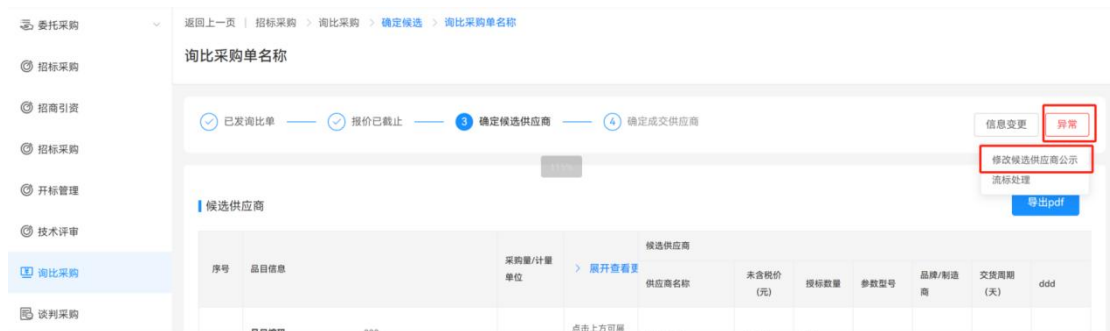 委托采购
招标采购
招商引资
招标采购
开标管理
技术评审
询比采购
谈判采购
返回上一页 | 招标采购 > 询比采购 > 确定候选 > 询比采购单名称
询比采购单名称
已发询比单
报价已截止
3 确定候选供应商
4 确定成交供应商
信息变更
异常
修改候选供应商公示
流标处理
导出pdf
候选供应商
序号
品目信息
采购量/计量
单位
> 展开查看更
候选供应商
供应商名称
未含税价
(元)
授标数量
参数型号
品牌/制造
商
交货周期
(天)
ddd
点击上方可展